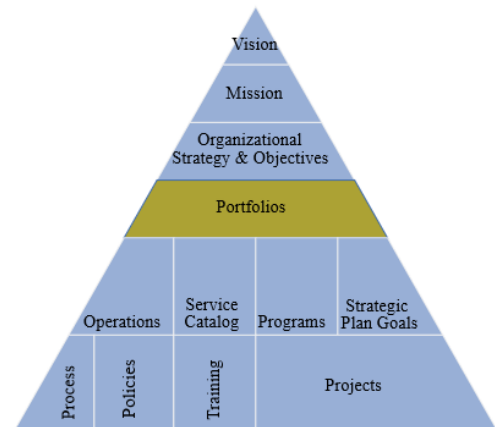 Vision
Mission
Organizational
Strategy & Objectives
Portfolios
Operations
Service
Catalog
Programs
Strategic
Plan Goals
Process
Policies
Training
Projects